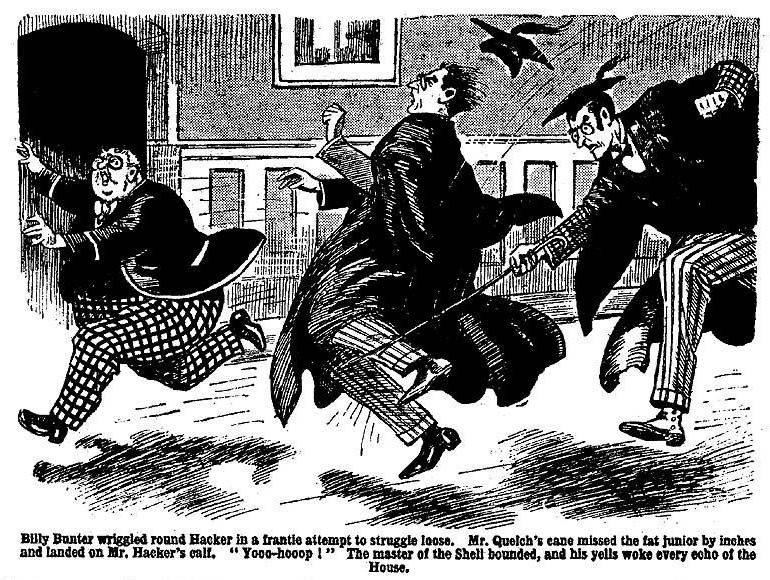 Billy Bunter wriggled round Hacker in a frantic attempt to struggle loose. Mr. Quelch's cane missed the fat junior by inches
and landed on Mr. Hacker's calf. "Yooo-hooop!" The master of the Shell bounded, and his yells woke every echo of the
House.